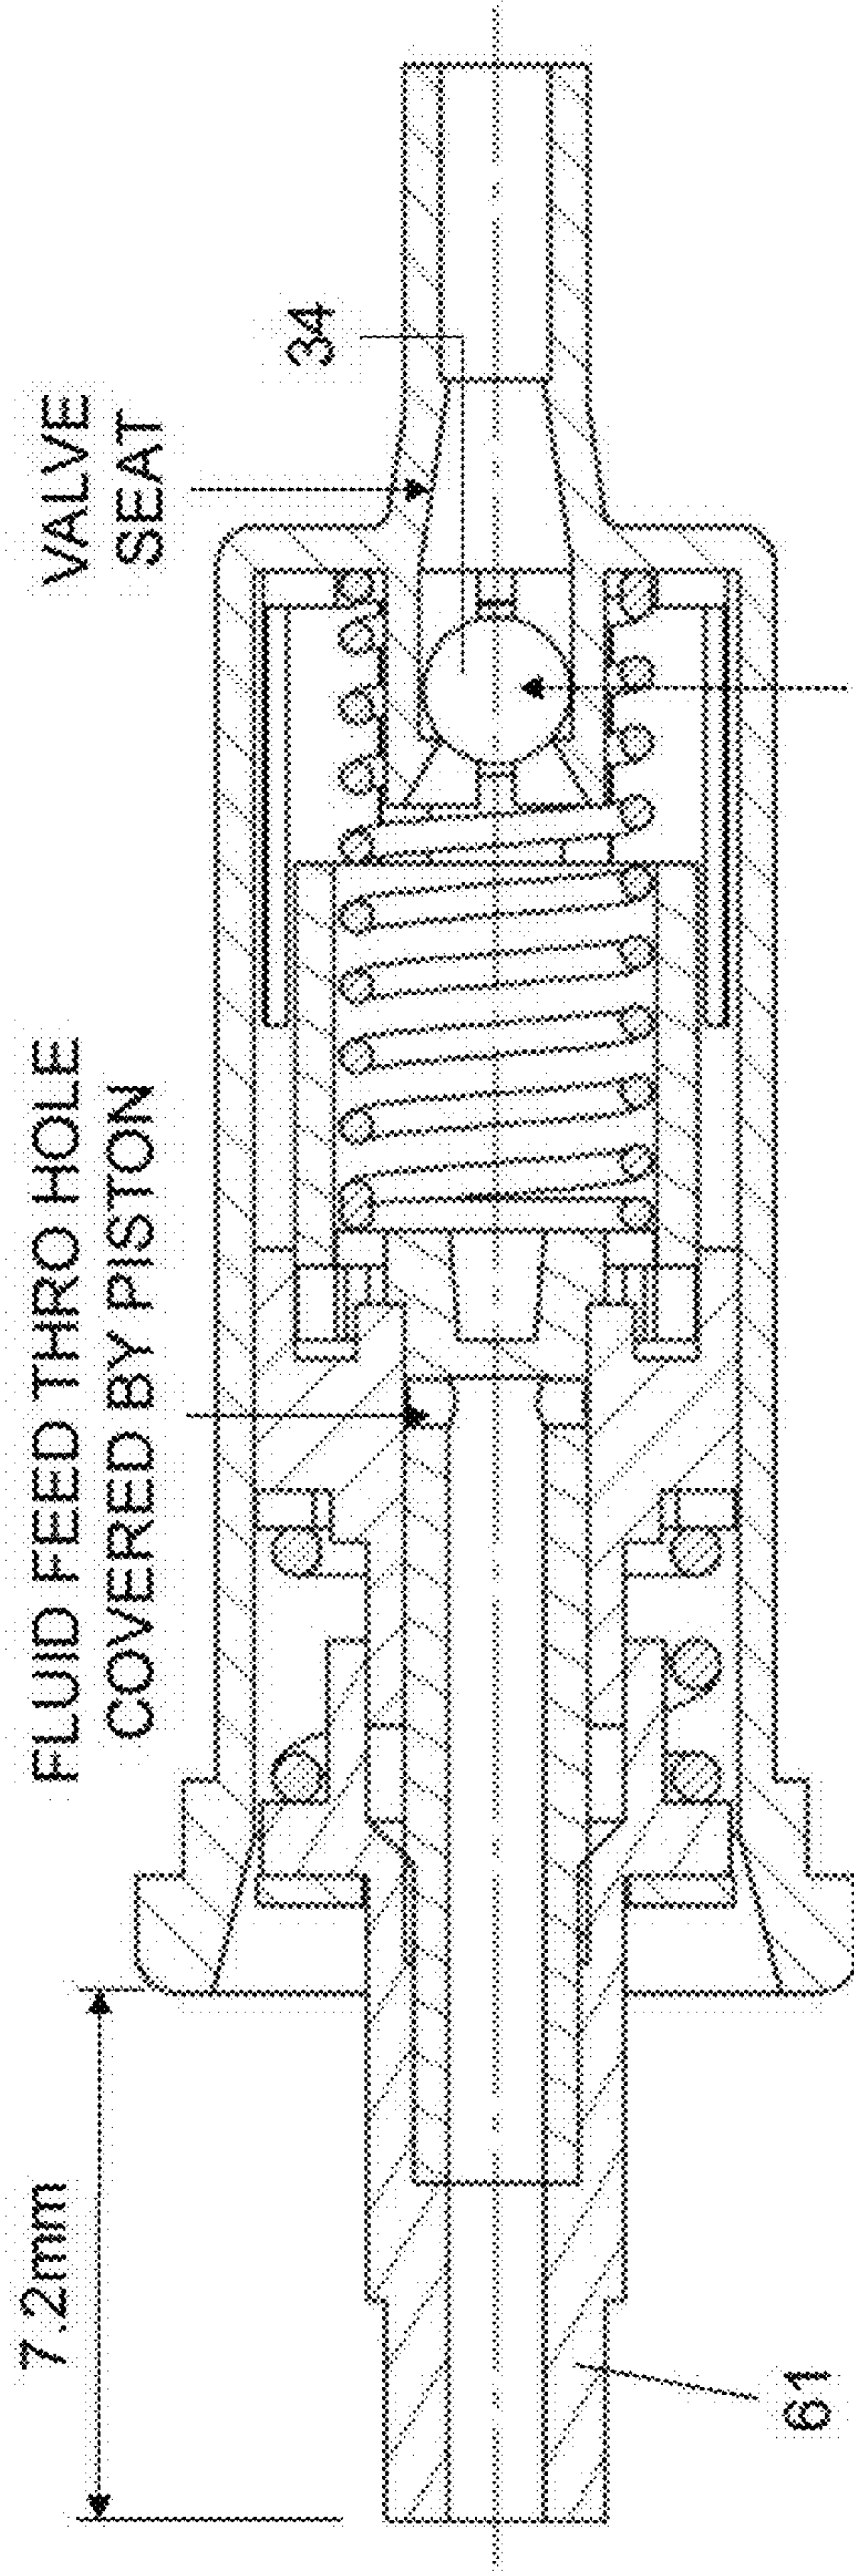 7.2mm
FLUID FEED THRO HOLE
COVERED BY PISTON
VALVE
SEAT
34
61